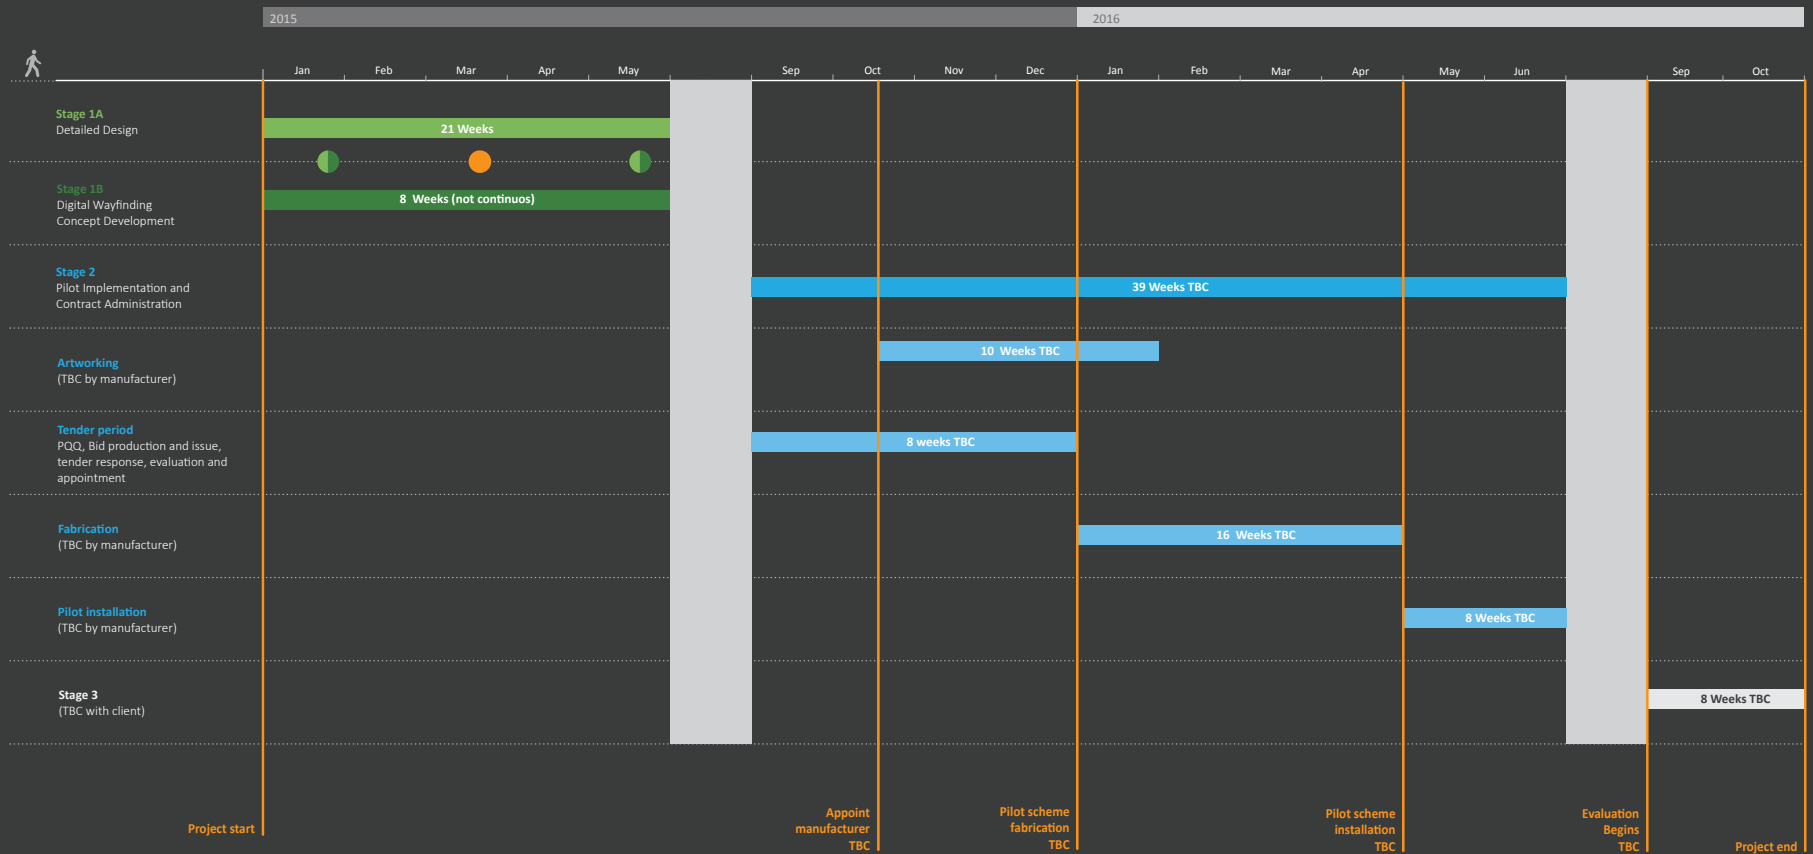 2015
2016
Jan
Feb
Mar
Apr
May
Sep
Oct
Nov
Dec
Jan
Feb
Mar
Apr
May
Jun
Sep
Oct
Stage 1A
Detailed Design
21 Weeks
Stage 1B
Digital Wayfinding
Concept Development
8 Weeks (not continuos)
Stage 2
Pilot Implementation and
Contract Administration
39 Weeks TBC
Artworking
(TBC by manufacturer)
10 Weeks TBC
Tender period
PQQ, Bid production and issue,
tender response, evaluation and
appointment
8 weeks TBC
Fabrication
(TBC by manufacturer)
16 Weeks TBC
Pilot installation
(TBC by manufacturer)
8 Weeks TBC
Stage 3
(TBC with client)
8 Weeks TBC
Project start
Appoint
manufacturer
TBC
Pilot scheme
fabrication
TBC
Pilot scheme
installation
TBC
Evaluation
Begins
TBC
Project end